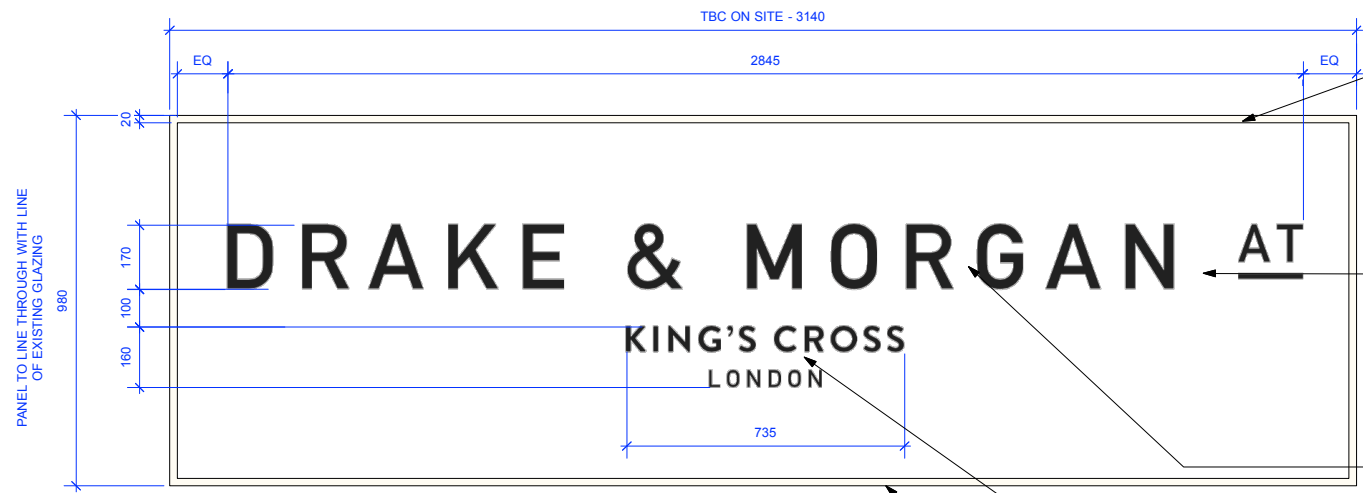 TBC ON SITE - 3140
EQ
2845
EQ
20
PANEL TO LINE THROUGH WITH LINE
OF EXISTING GLAZING
980
170
100
160
DRAKE & MORGAN AT
KING'S CROSS
LONDON
735